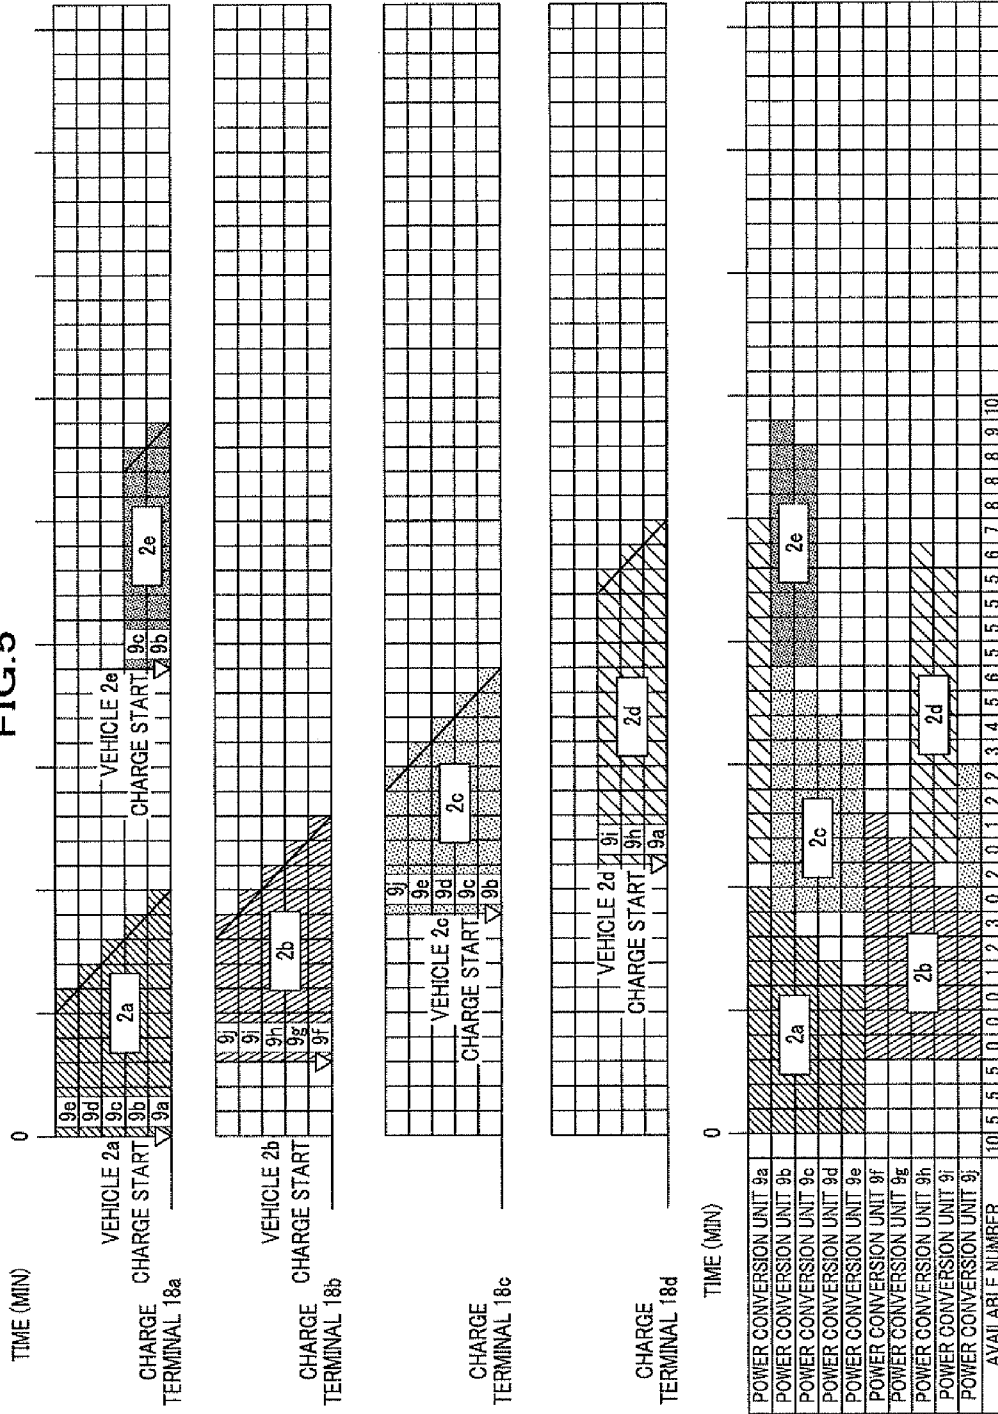 FIG.5
TIME (MIN)
0
CHARGE
TERMINAL 18a
VEHICLE 2a
CHARGE START
9e
9d
9c
9b
9a
2a
VEHICLE 2e
CHARGE START
9c
9b
2e
CHARGE
TERMINAL 18b
VEHICLE 2b
CHARGE START
9j
9i
9h
9g
9f
2b
CHARGE
TERMINAL 18c
VEHICLE 2c
CHARGE START
9j
9e
9d
9c
9b
2c
CHARGE
TERMINAL 18d
VEHICLE 2d
CHARGE START
9i
9h
9a
2d
TIME (MIN)
0
POWER CONVERSION UNIT 9a
POWER CONVERSION UNIT 9b
POWER CONVERSION UNIT 9c
POWER CONVERSION UNIT 9d
POWER CONVERSION UNIT 9e
POWER CONVERSION UNIT 9f
POWER CONVERSION UNIT 9g
POWER CONVERSION UNIT 9h
POWER CONVERSION UNIT 9i
POWER CONVERSION UNIT 9j
2a
2b
2c
2d
2e
AVAILABLE NUMBER 10 5 5 5 0 0 0 1 2 3 0 2 0 1 2 2 3 4 5 6 5 5 5 5 6 7 8 8 8 9 10